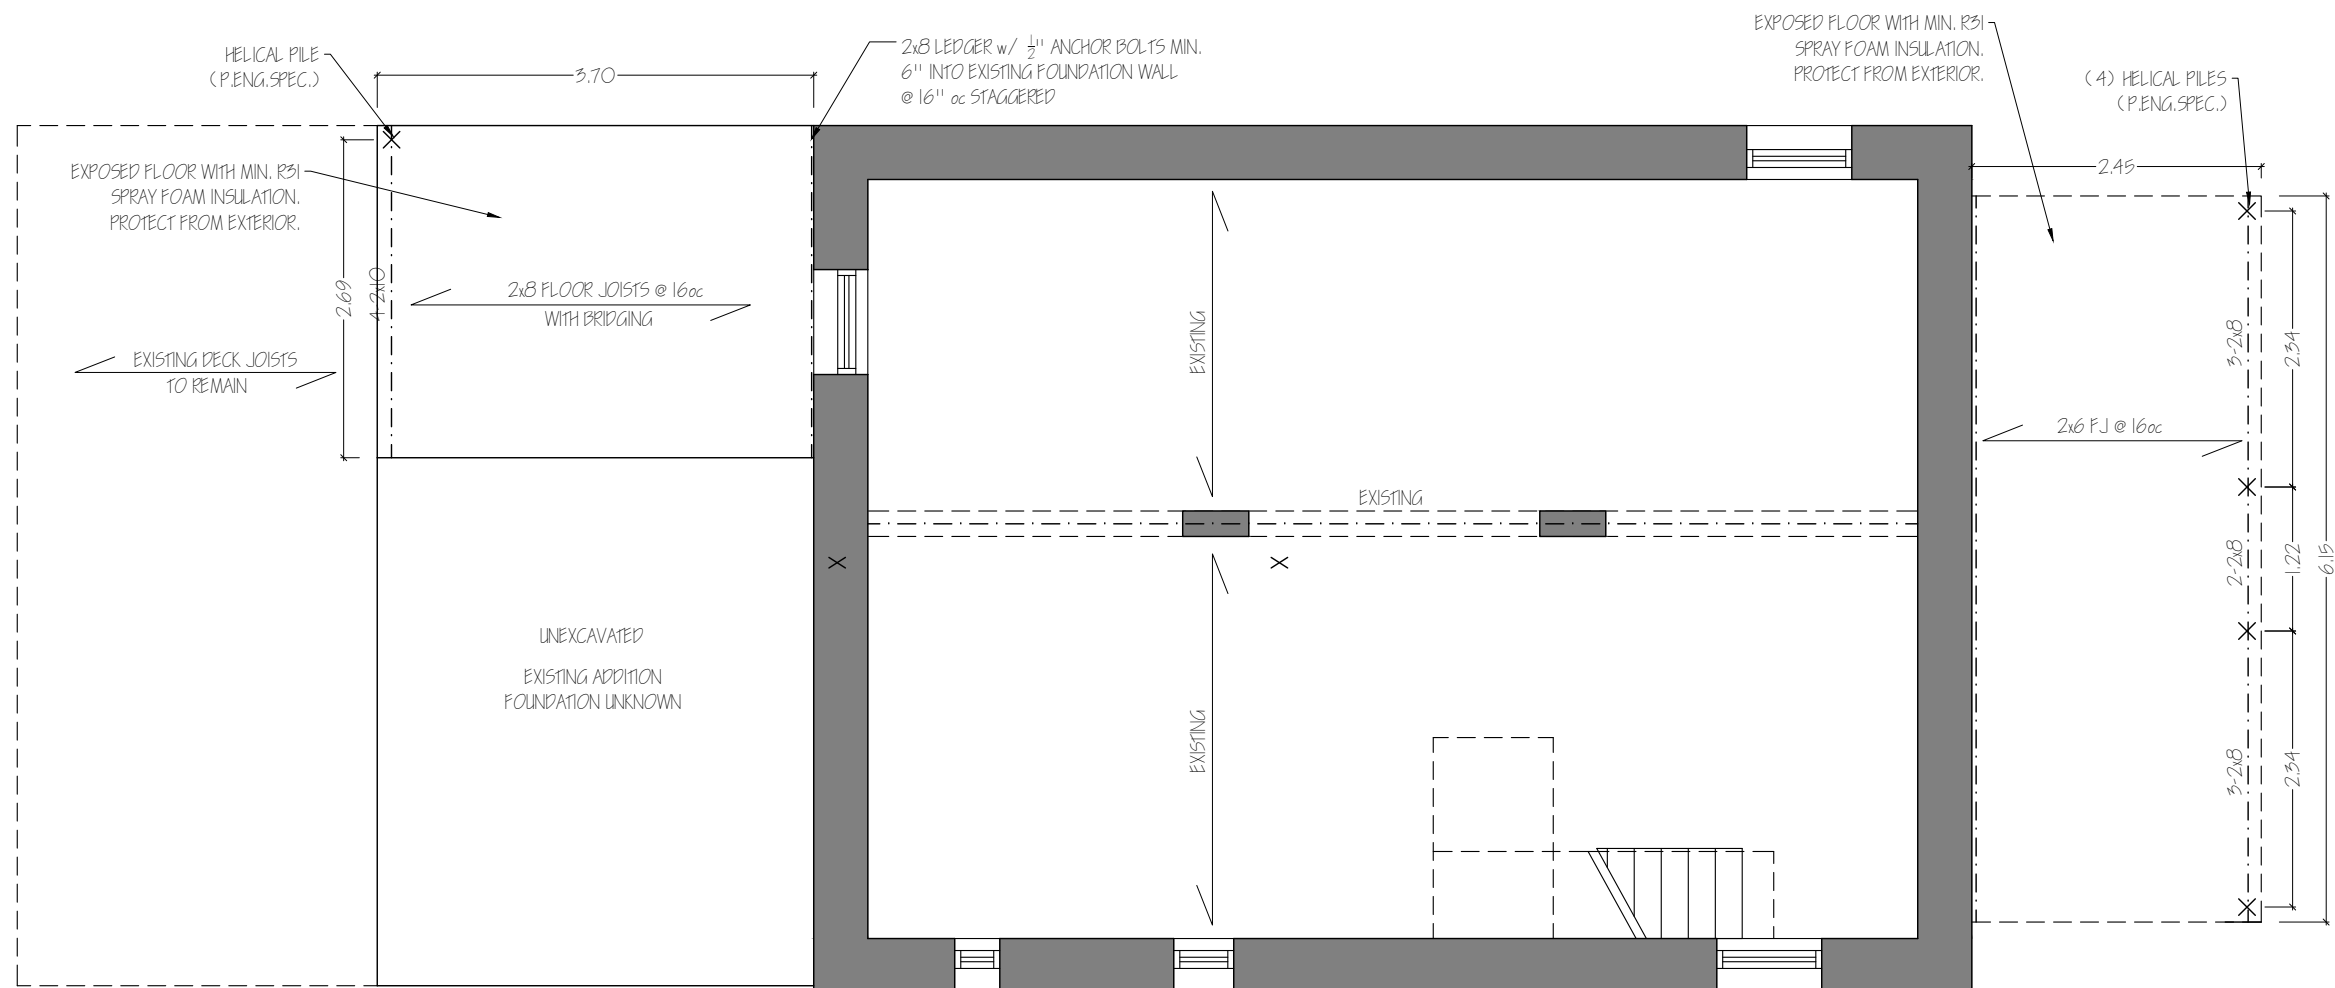 HELICAL PILE
(P.ENG.SPEC.)
3.70
2x8 LEDGER w/ ½" ANCHOR BOLTS MIN.
6" INTO EXISTING FOUNDATION WALL
@ 16" oc STAGGERED
EXPOSED FLOOR WITH MIN. R31
SPRAY FOAM INSULATION.
PROTECT FROM EXTERIOR.
(4) HELICAL PILES
(P.ENG.SPEC.)
2.45
EXPOSED FLOOR WITH MIN. R31
SPRAY FOAM INSULATION.
PROTECT FROM EXTERIOR.
2.69
4-2x10
2x8 FLOOR JOISTS @ 16oc
WITH BRIDGING
EXISTING DECK JOISTS
TO REMAIN
EXISTING
3-2x8
2.34
2x6 FJ @ 16oc
EXISTING
X
X
2-2x8
1.22
6.15
UNEXCAVATED
EXISTING ADDITION
FOUNDATION UNKNOWN
EXISTING
3-2x8
2.34